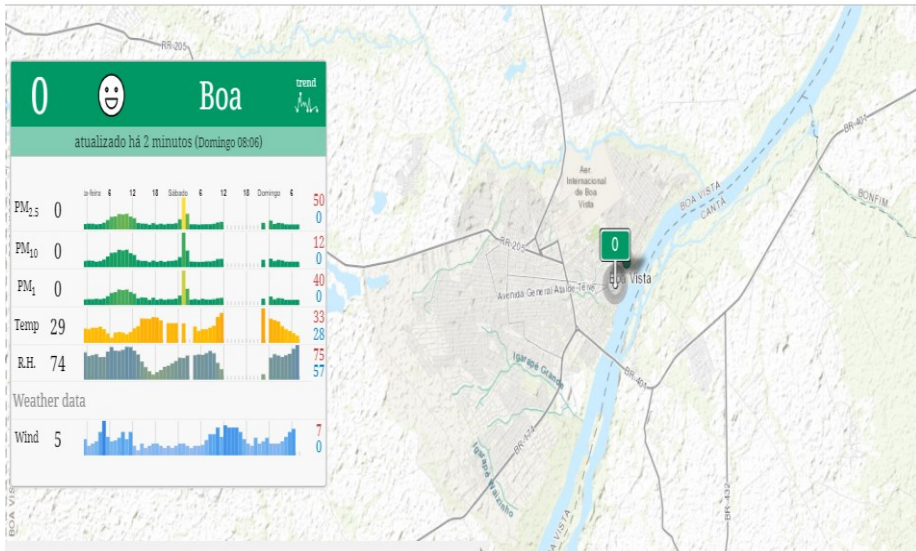 RR-205
0 Boa trend
atualizado há 2 minutos (Domingo 08:06)
6 12 18 Sábado 6 12 18 Domingo 6
PM2.5 0 50 0
PM10 0 12 0
PM1 0 40 0
Temp 29 33 28
R.H. 74 75 57
Weather data
Wind 5 7 0
Aer.
Internacional
de Boa
Vista
BOA VISTA
CANTÁ
BR-401
BONFIM
RR-205
0
Boa Vista
Avenida General Ataíde Teive
Igarapé Grande
BR-401
BR-174
Igarapé Wazinho
BR-432
BOA VIS
A VISTA